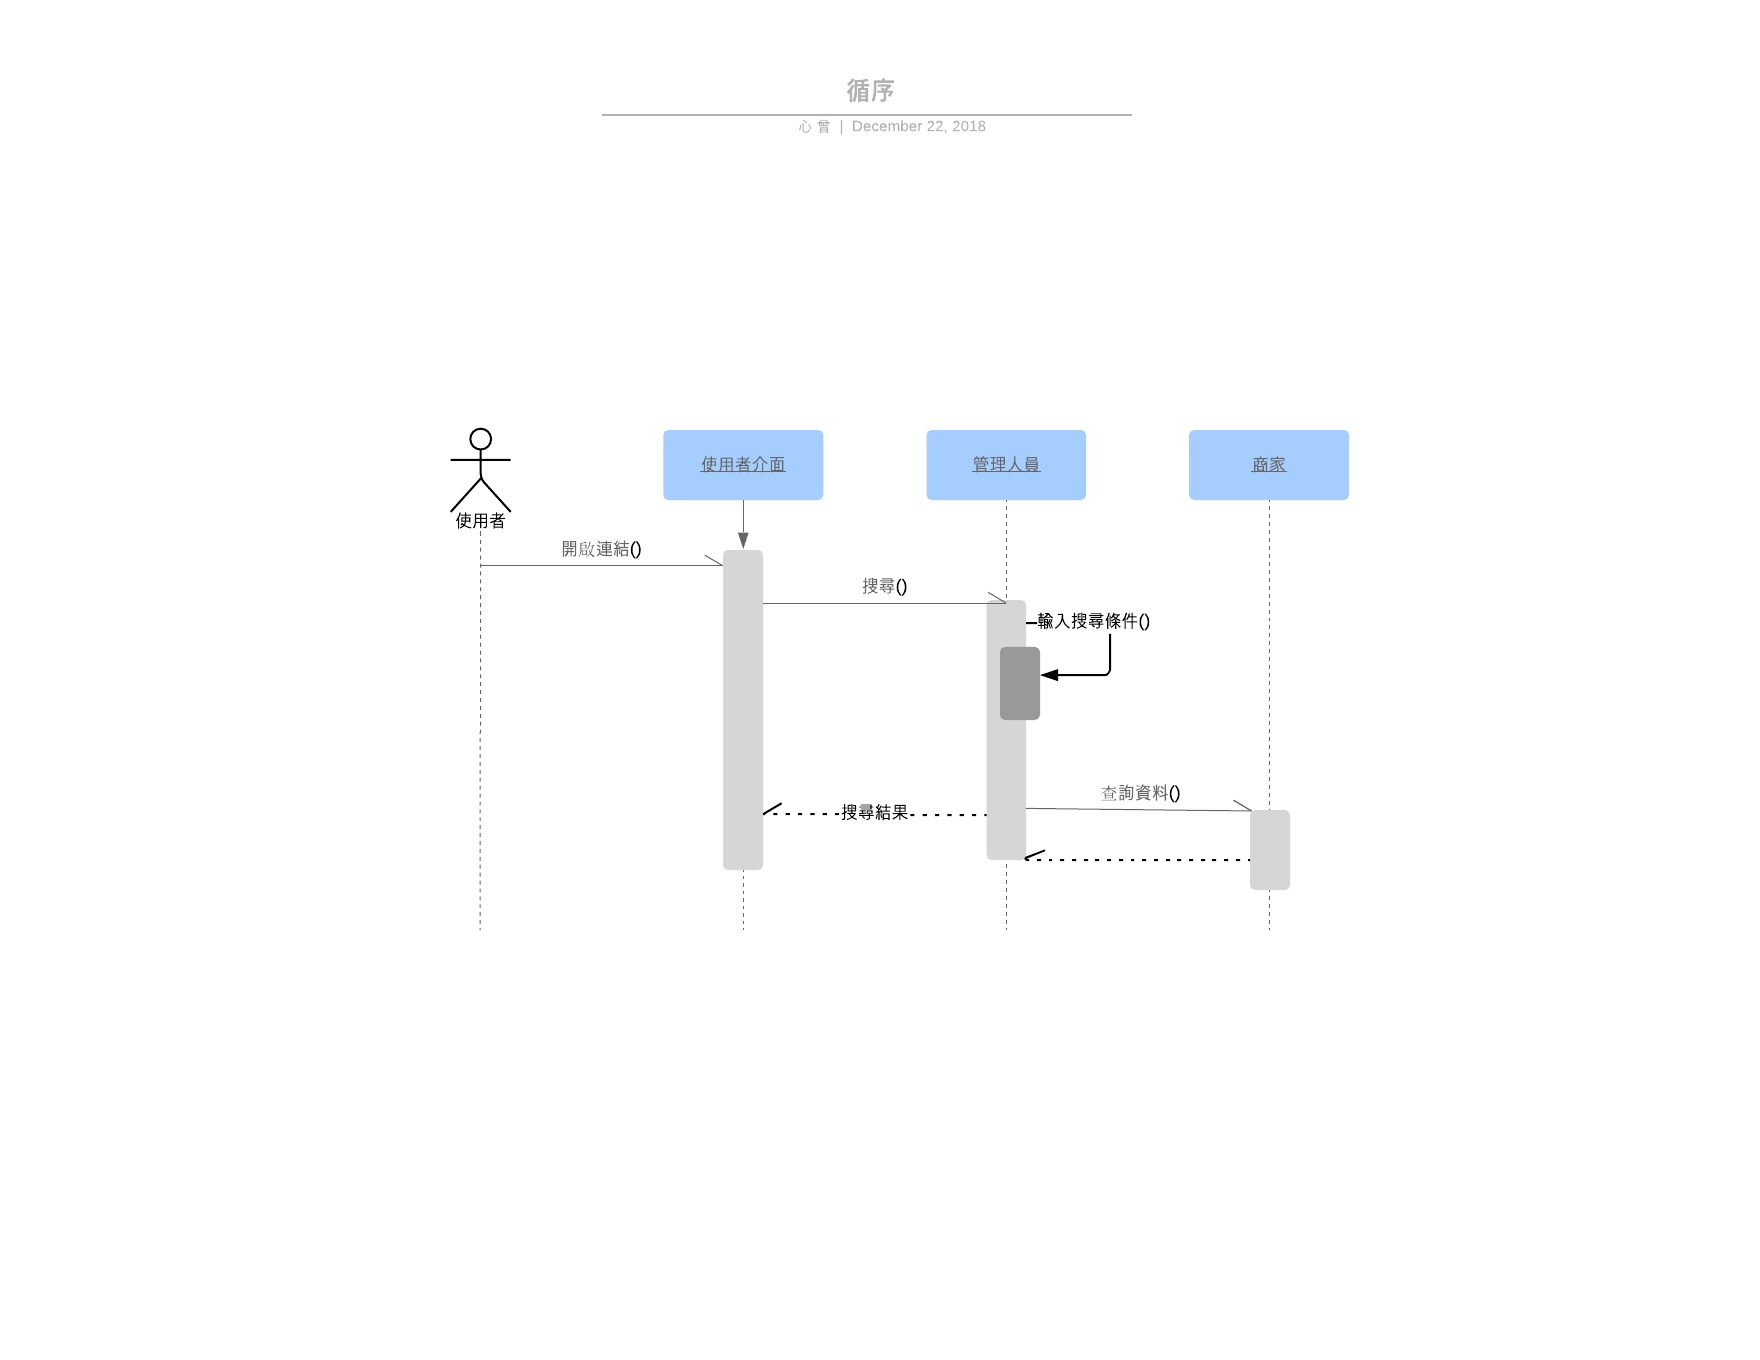 循序
心 曾 | December 22, 2018
使用者介面
管理人員
商家
使用者
開啟連結()
搜尋()
輸入搜尋條件()
查詢資料()
搜尋結果